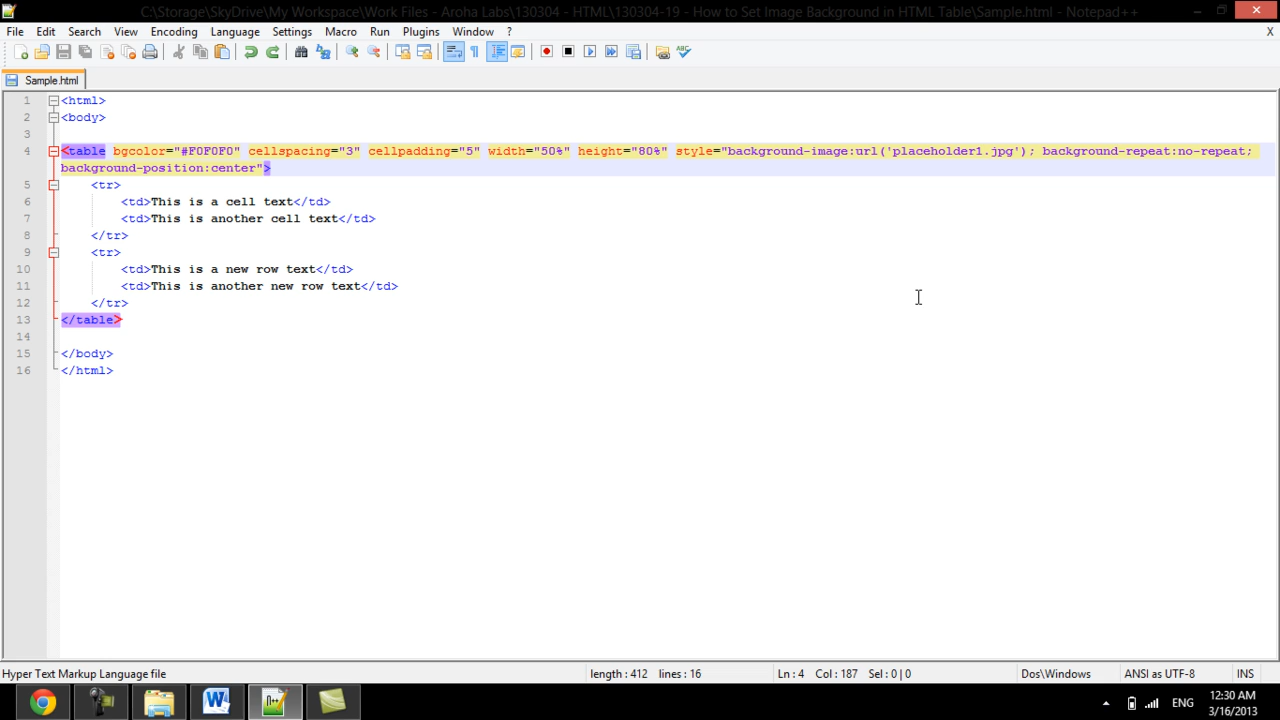 C:\Storage\SkyDrive\My Workspace\Work Files - Aroha Labs\130304 - HTML\130304-19 - How to Set Image Background in HTML Table\Sample.html - Notepad++
File Edit Search View Encoding Language Settings Macro Run Plugins Window ? X
Sample.html
1 <html>
2 <body>
3
4 <table bgcolor="#F0F0F0" cellspacing="3" cellpadding="5" width="50%" height="80%" style="background-image:url('placeholder1.jpg'); background-repeat:no-repeat;
background-position:center">
5 <tr>
6 <td>This is a cell text</td>
7 <td>This is another cell text</td>
8 </tr>
9 <tr>
10 <td>This is a new row text</td>
11 <td>This is another new row text</td>
12 </tr>
13 </table>
14
15 </body>
16 </html>
Hyper Text Markup Language file length : 412 lines : 16 Ln : 4 Col : 187 Sel : 0 | 0 Dos\Windows ANSI as UTF-8 INS
ENG
12:30 AM
3/16/2013